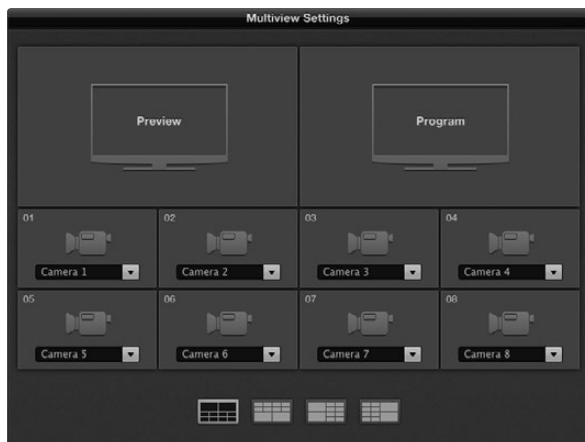 Multiview Settings
Preview
Program
01
02
03
04
Camera 1
Camera 2
Camera 3
Camera 4
05
06
07
08
Camera 5
Camera 6
Camera 7
Camera 8